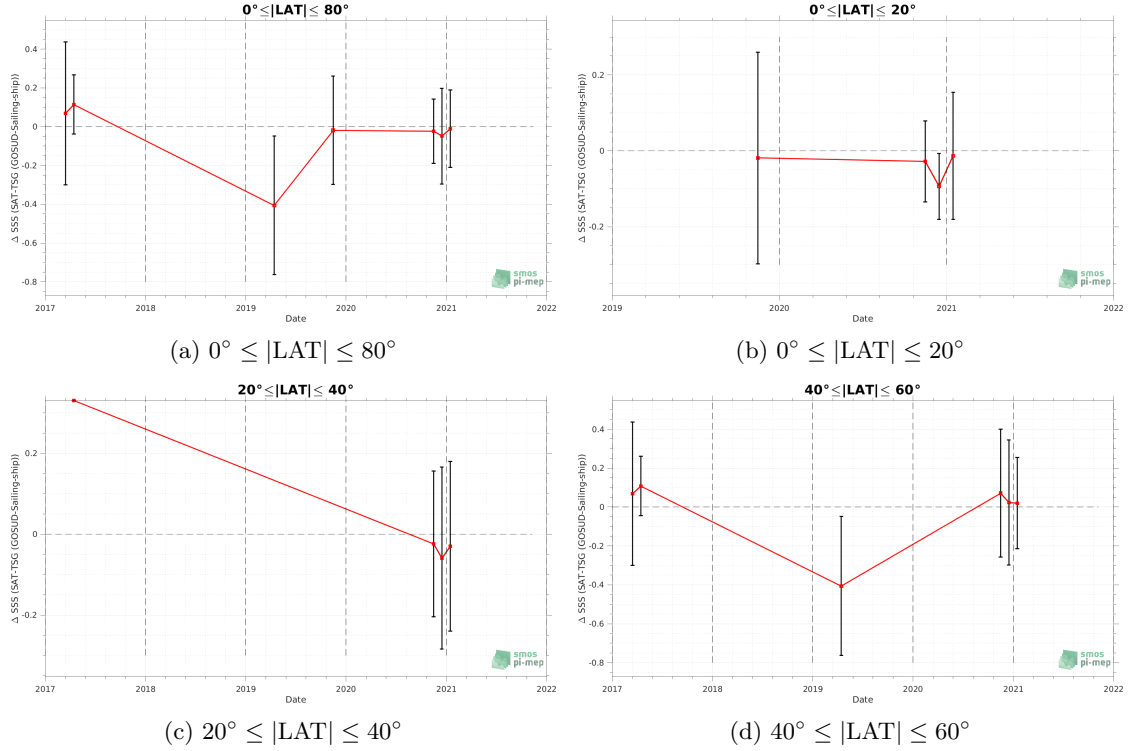 0°≤|LAT|≤ 80°
Δ SSS (SAT-TSG (GOSUD-Sailing-ship))
0.4
0.2
0
-0.2
-0.4
-0.6
-0.8
2017 2018 2019 2020 2021 2022
Date
smos
pi-mep
(a) 0° ≤ |LAT| ≤ 80°
0°≤|LAT|≤ 20°
Δ SSS (SAT-TSG (GOSUD-Sailing-ship))
0.2
0
-0.2
2019 2020 2021 2022
Date
smos
pi-mep
(b) 0° ≤ |LAT| ≤ 20°
20°≤|LAT|≤ 40°
Δ SSS (SAT-TSG (GOSUD-Sailing-ship))
0.2
0
-0.2
2017 2018 2019 2020 2021 2022
Date
smos
pi-mep
(c) 20° ≤ |LAT| ≤ 40°
40°≤|LAT|≤ 60°
Δ SSS (SAT-TSG (GOSUD-Sailing-ship))
0.4
0.2
0
-0.2
-0.4
-0.6
-0.8
2017 2018 2019 2020 2021 2022
Date
smos
pi-mep
(d) 40° ≤ |LAT| ≤ 60°